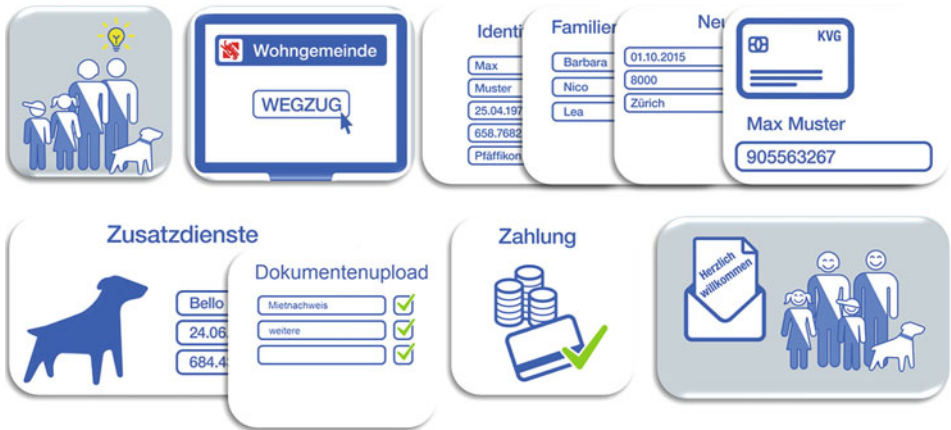 Wohngemeinde
WEGZUG
Identi
Max
Muster
25.04.197
658.7682
Pfäffikon
Familien
Barbara
Nico
Lea
Neu
01.10.2015
8000
Zürich
KVG
Max Muster
905563267
Zusatzdienste
Bello
24.06.
684.4
Dokumentenupload
Mietnachweis
weitere
Zahlung
Herzlich
willkommen